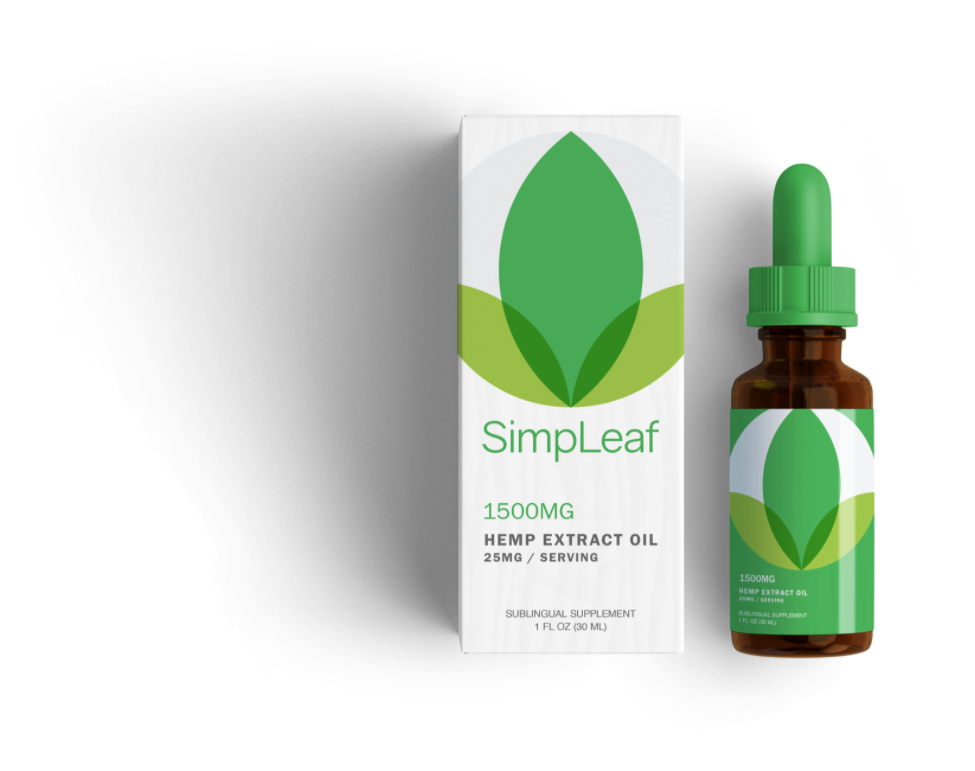 SimpLeaf
1500MG
HEMP EXTRACT OIL
25MG / SERVING
SUBLINGUAL SUPPLEMENT
1 FL OZ (30 ML)
1500MG
HEMP EXTRACT OIL
25MG / SERVING
SUBLINGUAL SUPPLEMENT
1 FL OZ (30 ML)